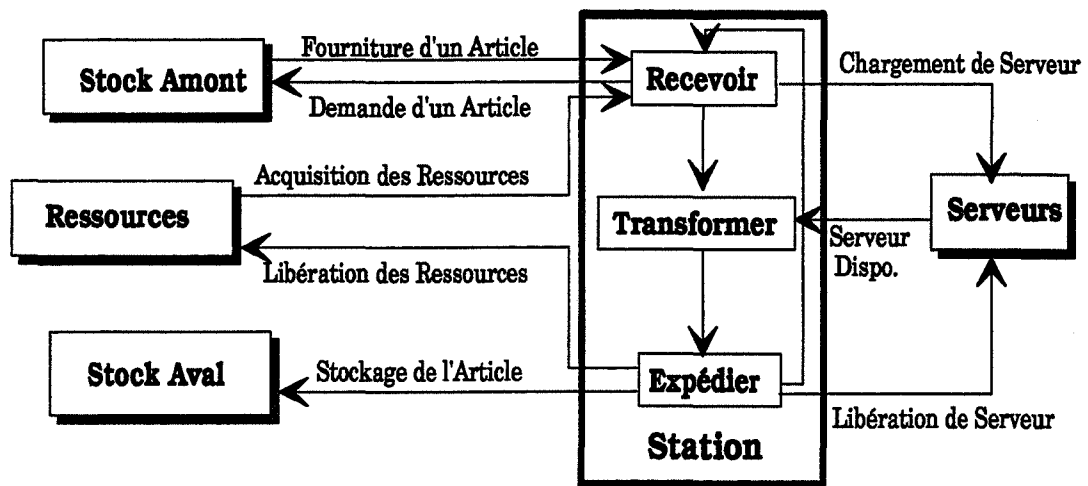 Fourniture d'un Article
Stock Amont
Recevoir
Chargement de Serveur
Demande d'un Article
Acquisition des Ressources
Ressources
Transformer
Serveurs
Serveur
Dispo.
Libération des Ressources
Stock Aval
Stockage de l'Article
Expédier
Libération de Serveur
Station